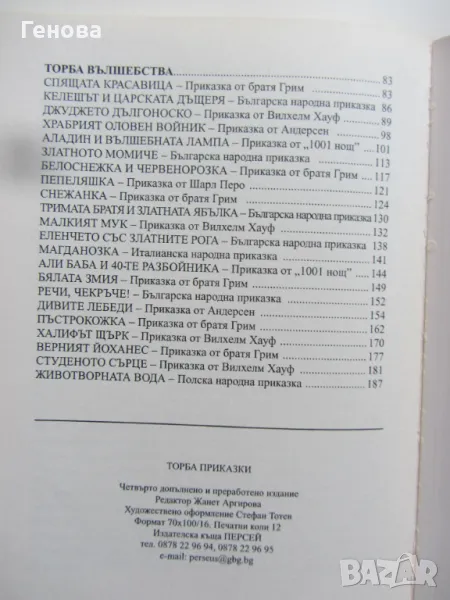 Генова
ТОРБА ВЪЛШЕБСТВА 83
СПЯЩАТА КРАСАВИЦА – Приказка от братя Грим 83
КЕЛЕШЪТ И ЦАРСКАТА ДЪЩЕРЯ – Българска народна приказка 86
ДЖУДЖЕТО ДЪЛГОНОСКО – Приказка от Вилхелм Хауф 89
ХРАБРИЯТ ОЛОВЕН ВОЙНИК – Приказка от Андерсен 98
АЛАДИН И ВЪЛШЕБНАТА ЛАМПА – Приказка от „1001 нощ” 101
ЗЛАТНОТО МОМИЧЕ – Българска народна приказка 113
БЕЛОСНЕЖКА И ЧЕРВЕНОРОЗКА – Приказка от братя Грим 117
ПЕПЕЛЯШКА – Приказка от Шарл Перо 121
СНЕЖАНКА – Приказка от братя Грим 124
ТРИМАТА БРАТЯ И ЗЛАТНАТА ЯБЪЛКА – Българска народна приказка 130
МАЛКИЯТ МУК – Приказка от Вилхелм Хауф 132
ЕЛЕНЧЕТО СЪС ЗЛАТНИТЕ РОГА – Българска народна приказка 138
МАГДАНОЗКА – Италианска народна приказка 141
АЛИ БАБА И 40-ТЕ РАЗБОЙНИКА – Приказка от „1001 нощ” 144
БЯЛАТА ЗМИЯ – Приказка от братя Грим 149
РЕЧИ, ЧЕКРЪЧЕ! – Българска народна приказка 152
ДИВИТЕ ЛЕБЕДИ – Приказка от Андерсен 154
ПЪСТРОКОЖКА – Приказка от братя Грим 162
ХАЛИФЪТ ЩЪРК – Приказка от Вилхелм Хауф 170
ВЕРНИЯТ ЙОХАНЕС – Приказка от братя Грим 177
СТУДЕНОТО СЪРЦЕ – Приказка от Вилхелм Хауф 181
ЖИВОТВОРНАТА ВОДА – Полска народна приказка 187
ТОРБА ПРИКАЗКИ
Четвърто допълнено и преработено издание
Редактор Жанет Аргирова
Художествено оформление Стефан Тотев
Формат 70х100/16. Печатни коли 12
Издателска къща ПЕРСЕЙ
тел. 0878 22 96 94, 0878 22 96 95
e-mail: perseus@gbg.bg
BAZAR